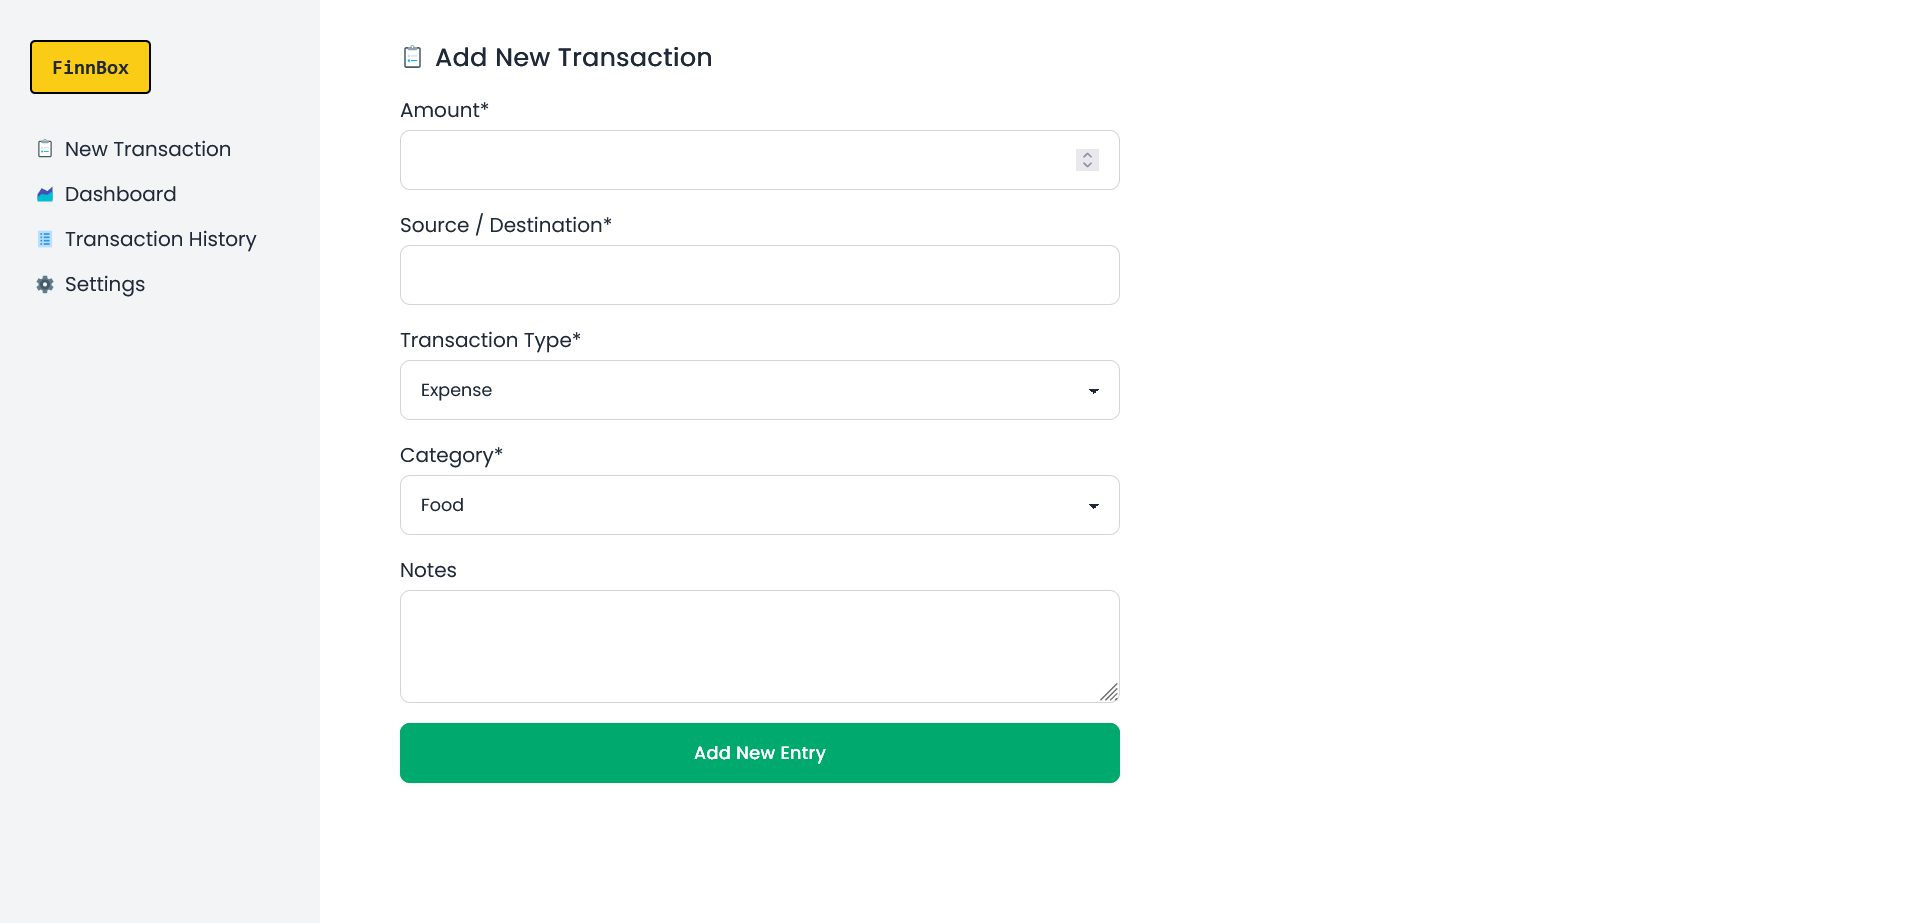 FinnBox
New Transaction
Dashboard
Transaction History
Settings
Add New Transaction
Amount*
Source / Destination*
Transaction Type*
Expense
Category*
Food
Notes
Add New Entry